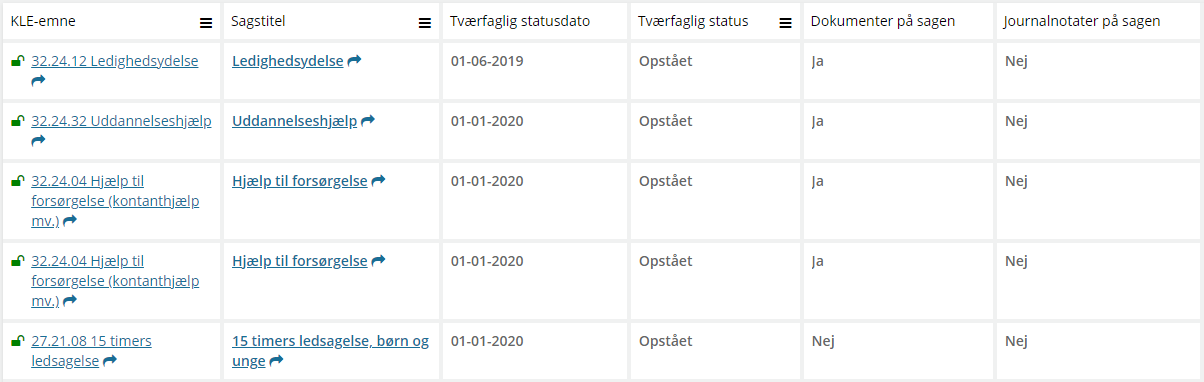 KLE-emne Sagstitel Tværfaglig statusdato Tværfaglig status Dokumenter på sagen Journalnotater på sagen
32.24.12 Ledighedsydelse Ledighedsydelse 01-06-2019 Opstået Ja Nej
32.24.32 Uddannelseshjælp Uddannelseshjælp 01-01-2020 Opstået Ja Nej
32.24.04 Hjælp til Hjælp til forsørgelse 01-01-2020 Opstået Ja Nej
forsørgelse (kontanthjælp
mv.)
32.24.04 Hjælp til Hjælp til forsørgelse 01-01-2020 Opstået Ja Nej
forsørgelse (kontanthjælp
mv.)
27.21.08 15 timers 15 timers ledsagelse, børn og 01-01-2020 Opstået Nej Nej
ledsagelse unge